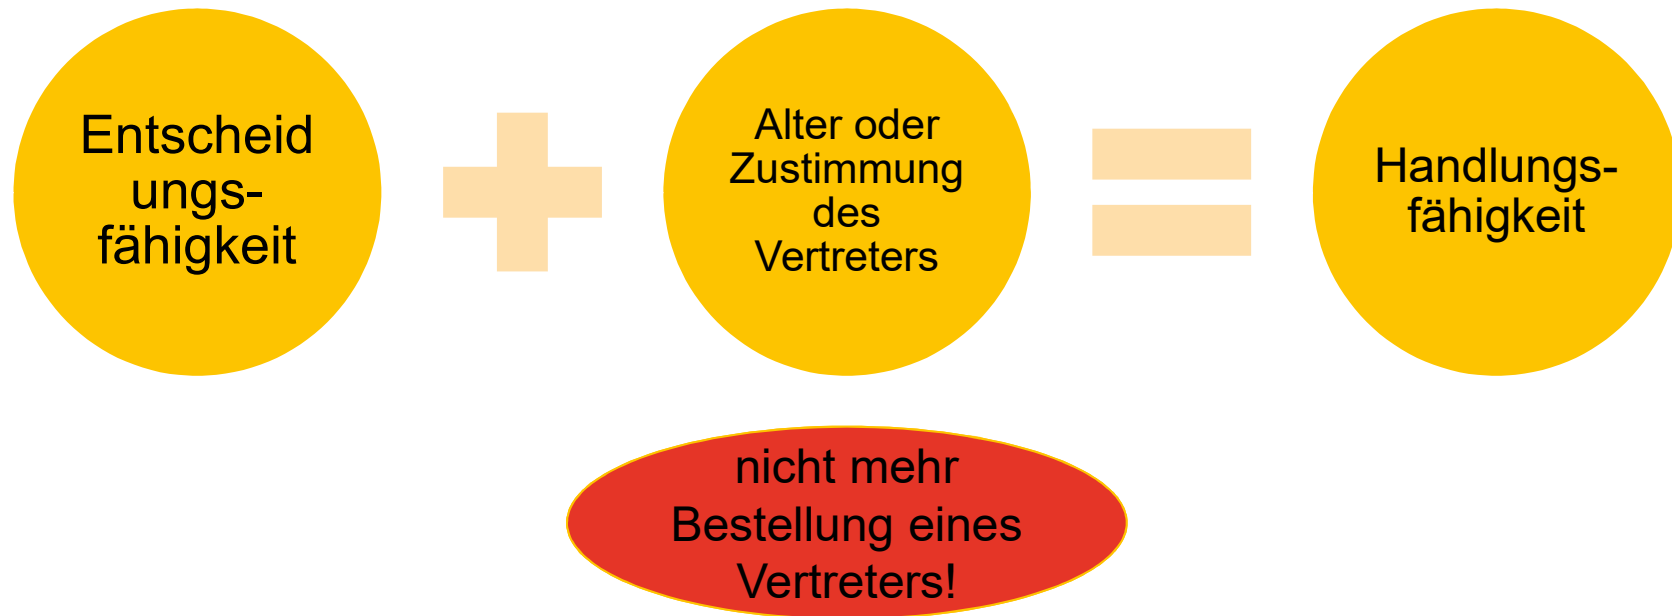 Entscheid
ungs-
fähigkeit
Alter oder
Zustimmung
des
Vertreters
Handlungs-
fähigkeit
nicht mehr
Bestellung eines
Vertreters!